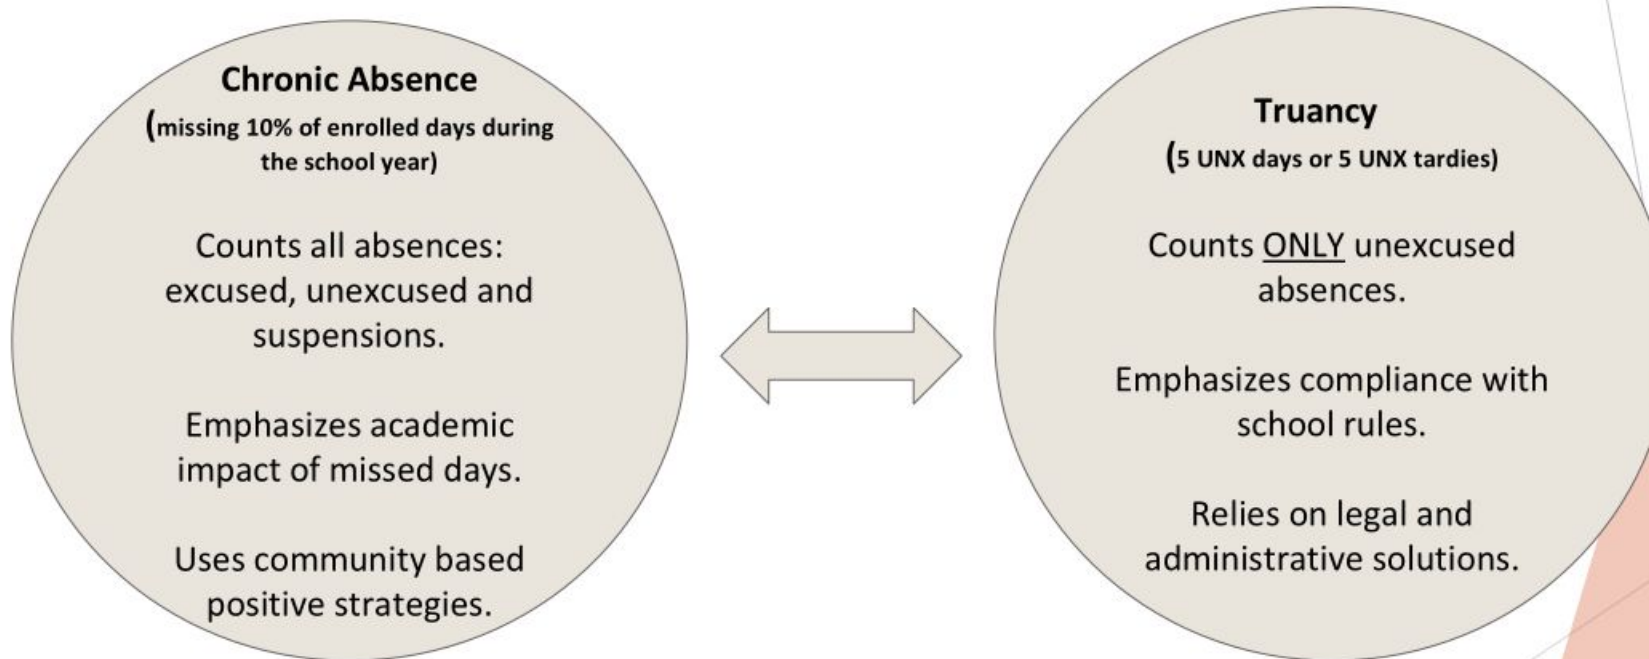 Chronic Absence
(missing 10% of enrolled days during
the school year)
Counts all absences:
excused, unexcused and
suspensions.
Emphasizes academic
impact of missed days.
Uses community based
positive strategies.
Truancy
(5 UNX days or 5 UNX tardies)
Counts ONLY unexcused
absences.
Emphasizes compliance with
school rules.
Relies on legal and
administrative solutions.